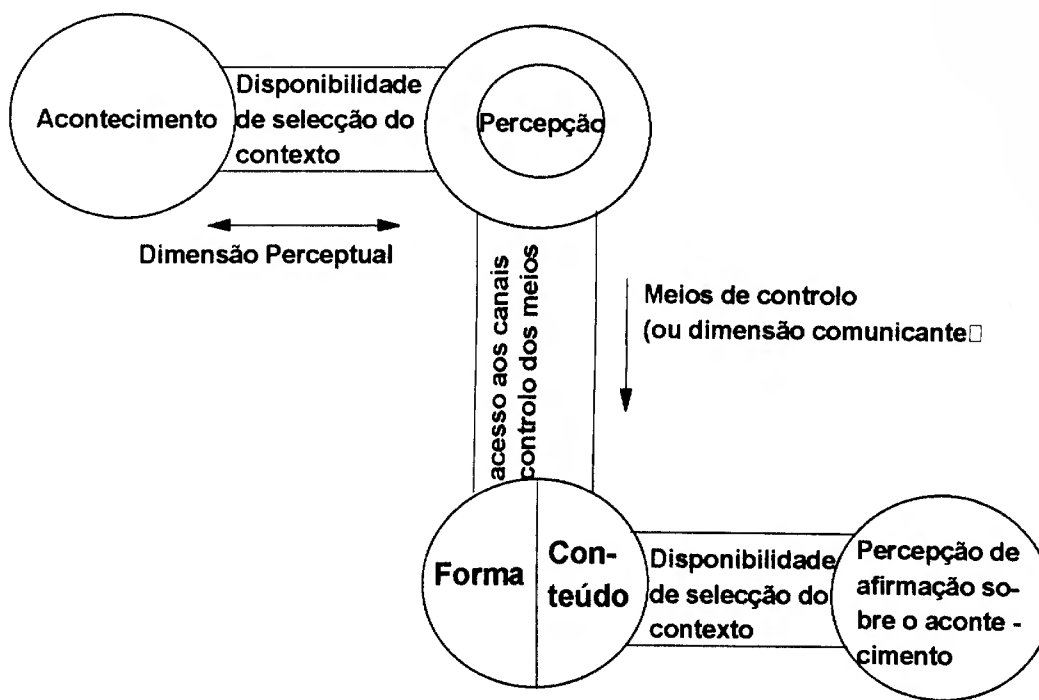 Acontecimento
Disponibilidade
de selecção do
contexto
Percepção
Dimensão Perceptual
acesso aos canais
controlo dos meios
Meios de controlo
(ou dimensão comunicante□
Forma
Con-
teúdo
Disponibilidade
de selecção do
contexto
Percepção de
afirmação so-
bre o aconte -
cimento